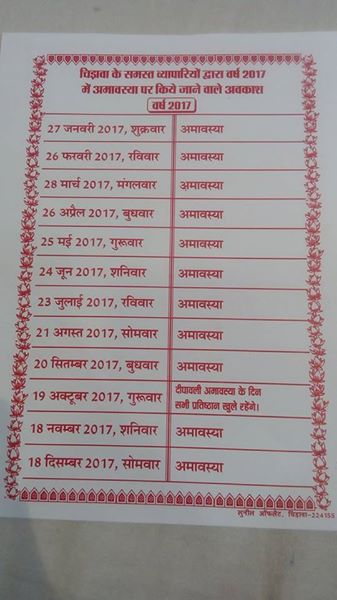 चिड़ावा के समस्त व्यापारियों द्वारा वर्ष 2017
में अमावस्या पर किये जाने वाले अवकाश
वर्ष 2017
27 जनवरी 2017, शुक्रवार अमावस्या
26 फरवरी 2017, रविवार अमावस्या
28 मार्च 2017, मंगलवार अमावस्या
26 अप्रैल 2017, बुधवार अमावस्या
25 मई 2017, गुरूवार अमावस्या
24 जून 2017, शनिवार अमावस्या
23 जुलाई 2017, रविवार अमावस्या
21 अगस्त 2017, सोमवार अमावस्या
20 सितम्बर 2017, बुधवार अमावस्या
19 अक्टूबर 2017, गुरूवार दीपावली अमावस्या के दिन
सभी प्रतिष्ठान खुले रहेगें।
18 नवम्बर 2017, शनिवार अमावस्या
18 दिसम्बर 2017, सोमवार अमावस्या
सुनील ऑफसेट, चिड़ावा-224155